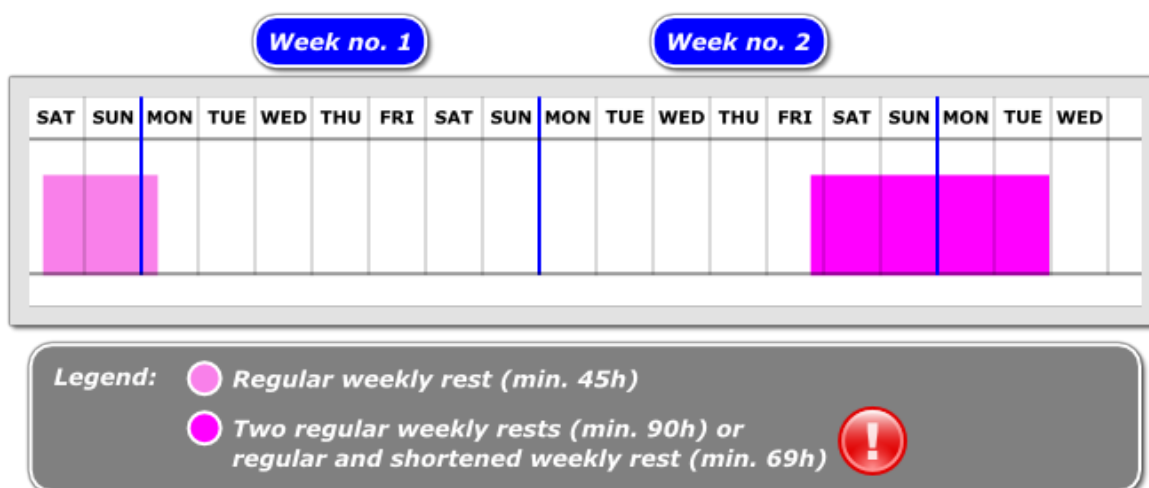 Week no. 1 Week no. 2
SAT SUN MON TUE WED THU FRI SAT SUN MON TUE WED THU FRI SAT SUN MON TUE WED
Legend: Regular weekly rest (min. 45h)
Two regular weekly rests (min. 90h) or
regular and shortened weekly rest (min. 69h) !